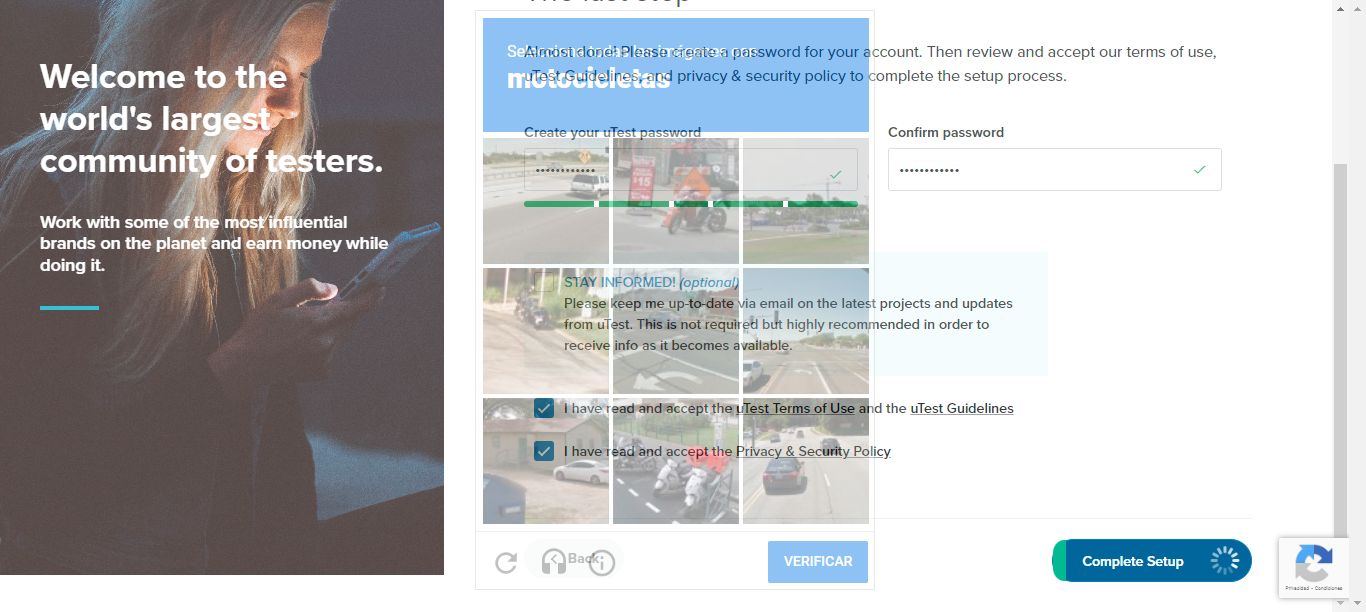 The last step
Welcome to the
world's largest
community of testers.
Work with some of the most influential
brands on the planet and earn money while
doing it.
Selecciona todas las imágenes con
motocicletas
Almost done! Please create a password for your account. Then review and accept our terms of use,
uTest Guidelines, and privacy & security policy to complete the setup process.
Create your uTest password
Confirm password
STAY INFORMED! (optional)
Please keep me up-to-date via email on the latest projects and updates
from uTest. This is not required but highly recommended in order to
receive info as it becomes available.
I have read and accept the uTest Terms of Use and the uTest Guidelines
I have read and accept the Privacy & Security Policy
Back
VERIFICAR
Complete Setup
Privacidad - Condiciones